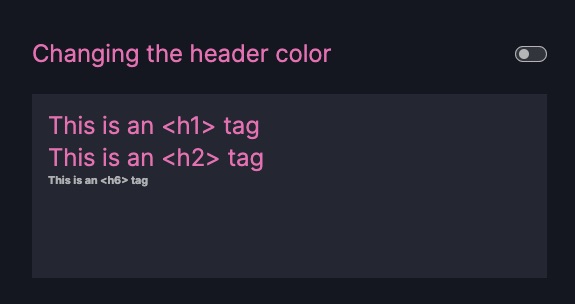 Changing the header color
This is an <h1> tag
This is an <h2> tag
This is an <h6> tag